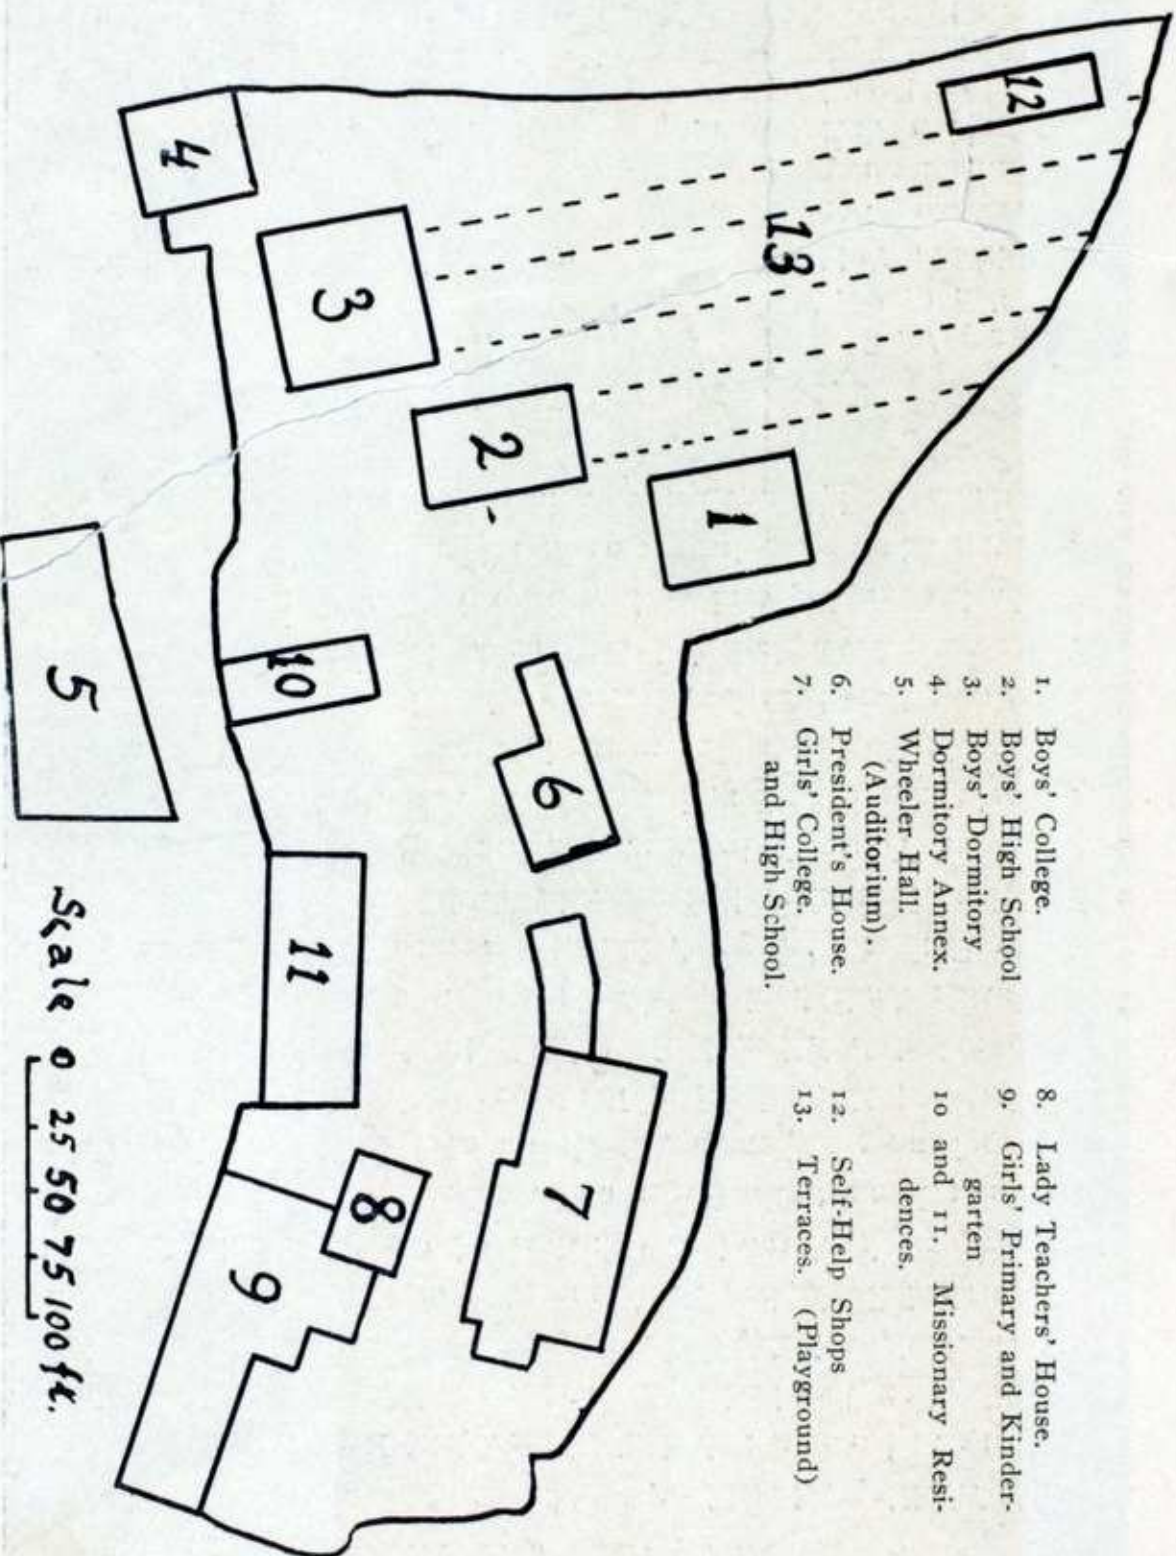 12
13
4
3
2
1
10
6
5
11
7
8
9
1. Boys' College.
2. Boys' High School
3. Boys' Dormitory
4. Dormitory Annex.
5. Wheeler Hall.
(Auditorium).
6. President's House.
7. Girls' College.
and High School.
8. Lady Teachers' House.
9. Girls' Primary and Kinder-
garten
10 and 11. Missionary Resi-
dences.
12. Self-Help Shops
13. Terraces. (Playground)
Scale 0 25 50 75 100 ft.